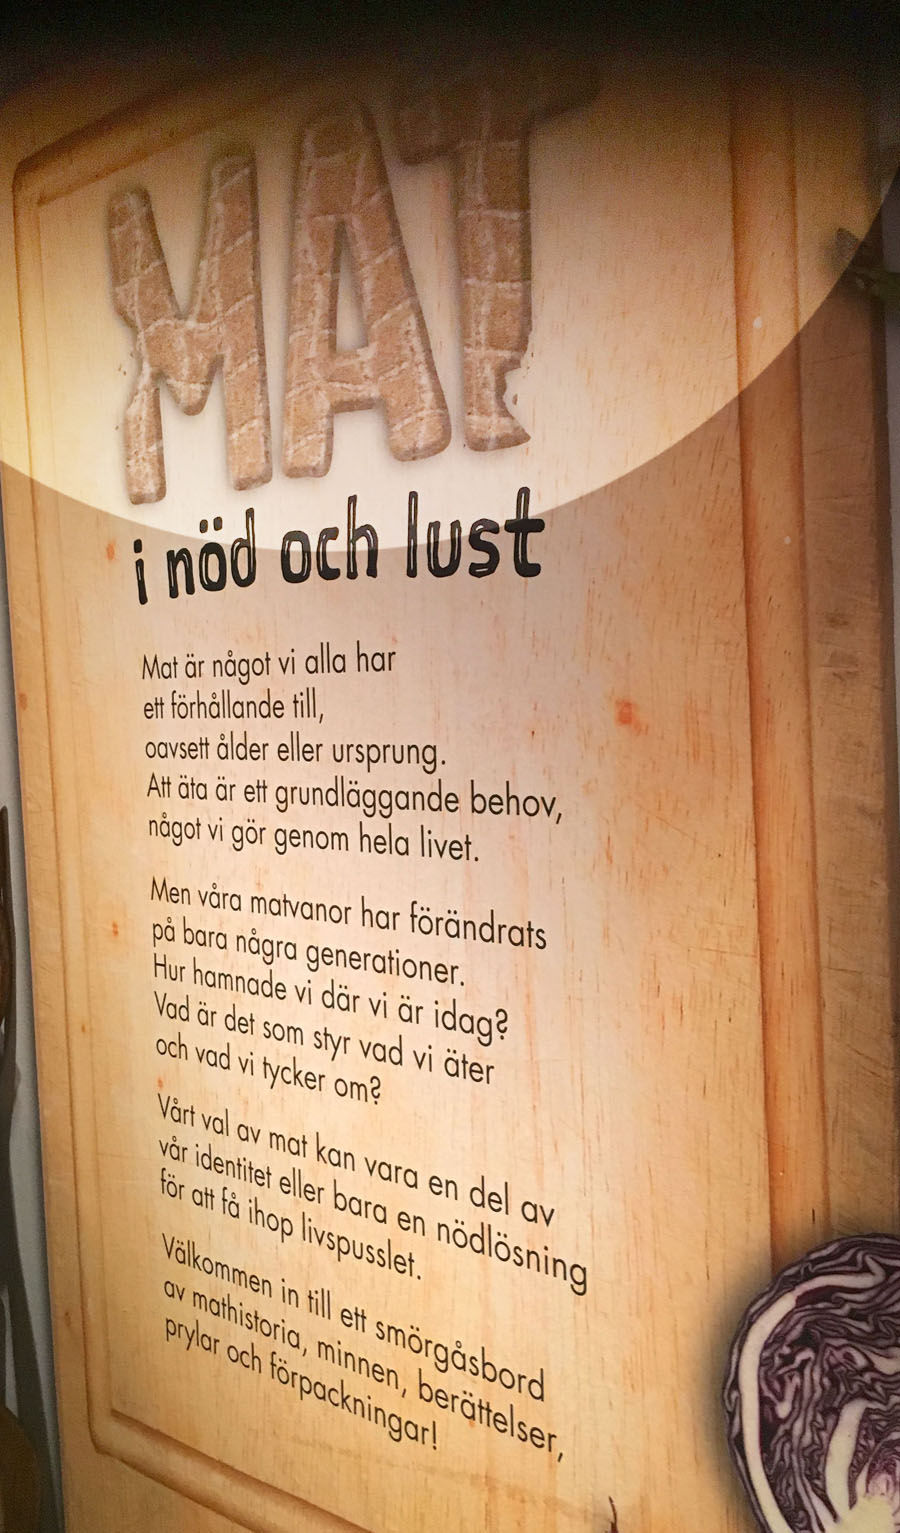 MAT
i nöd och lust
Mat är något vi alla har
ett förhållande till,
oavsett ålder eller ursprung.
Att äta är ett grundläggande behov,
något vi gör genom hela livet.
Men våra matvanor har förändrats
på bara några generationer.
Hur hamnade vi där vi är idag?
Vad är det som styr vad vi äter
och vad vi tycker om?
Vårt val av mat kan vara en del av
vår identitet eller bara en nödlösning
för att få ihop livspusslet.
Välkommen in till ett smörgåsbord
av mathistoria, minnen, berättelser,
prylar och förpackningar!